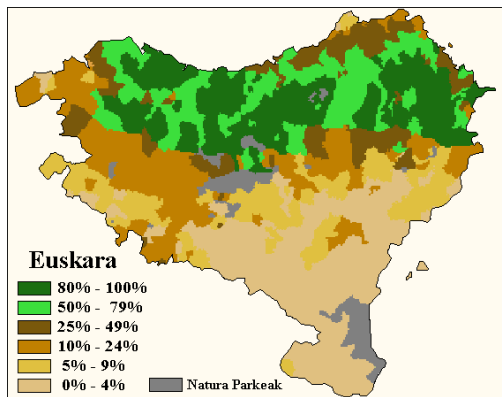 Euskara
80% - 100%
50% - 79%
25% - 49%
10% - 24%
5% - 9%
0% - 4%
Natura Parkeak